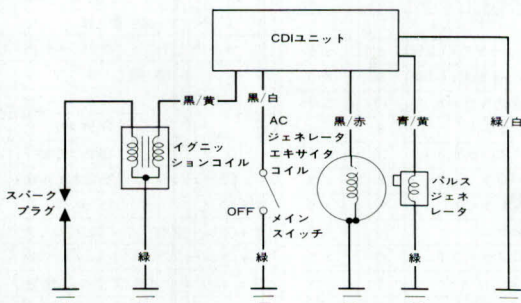 CDIユニット
黒/黄
黒/白
黒/赤
青/黄
緑/白
イグニッ
ションコイル
AC
ジェネレータ
エキサイタ
コイル
スパーク
プラグ
OFF
メイン
スイッチ
パルス
ジェネ
レータ
緑
緑
緑